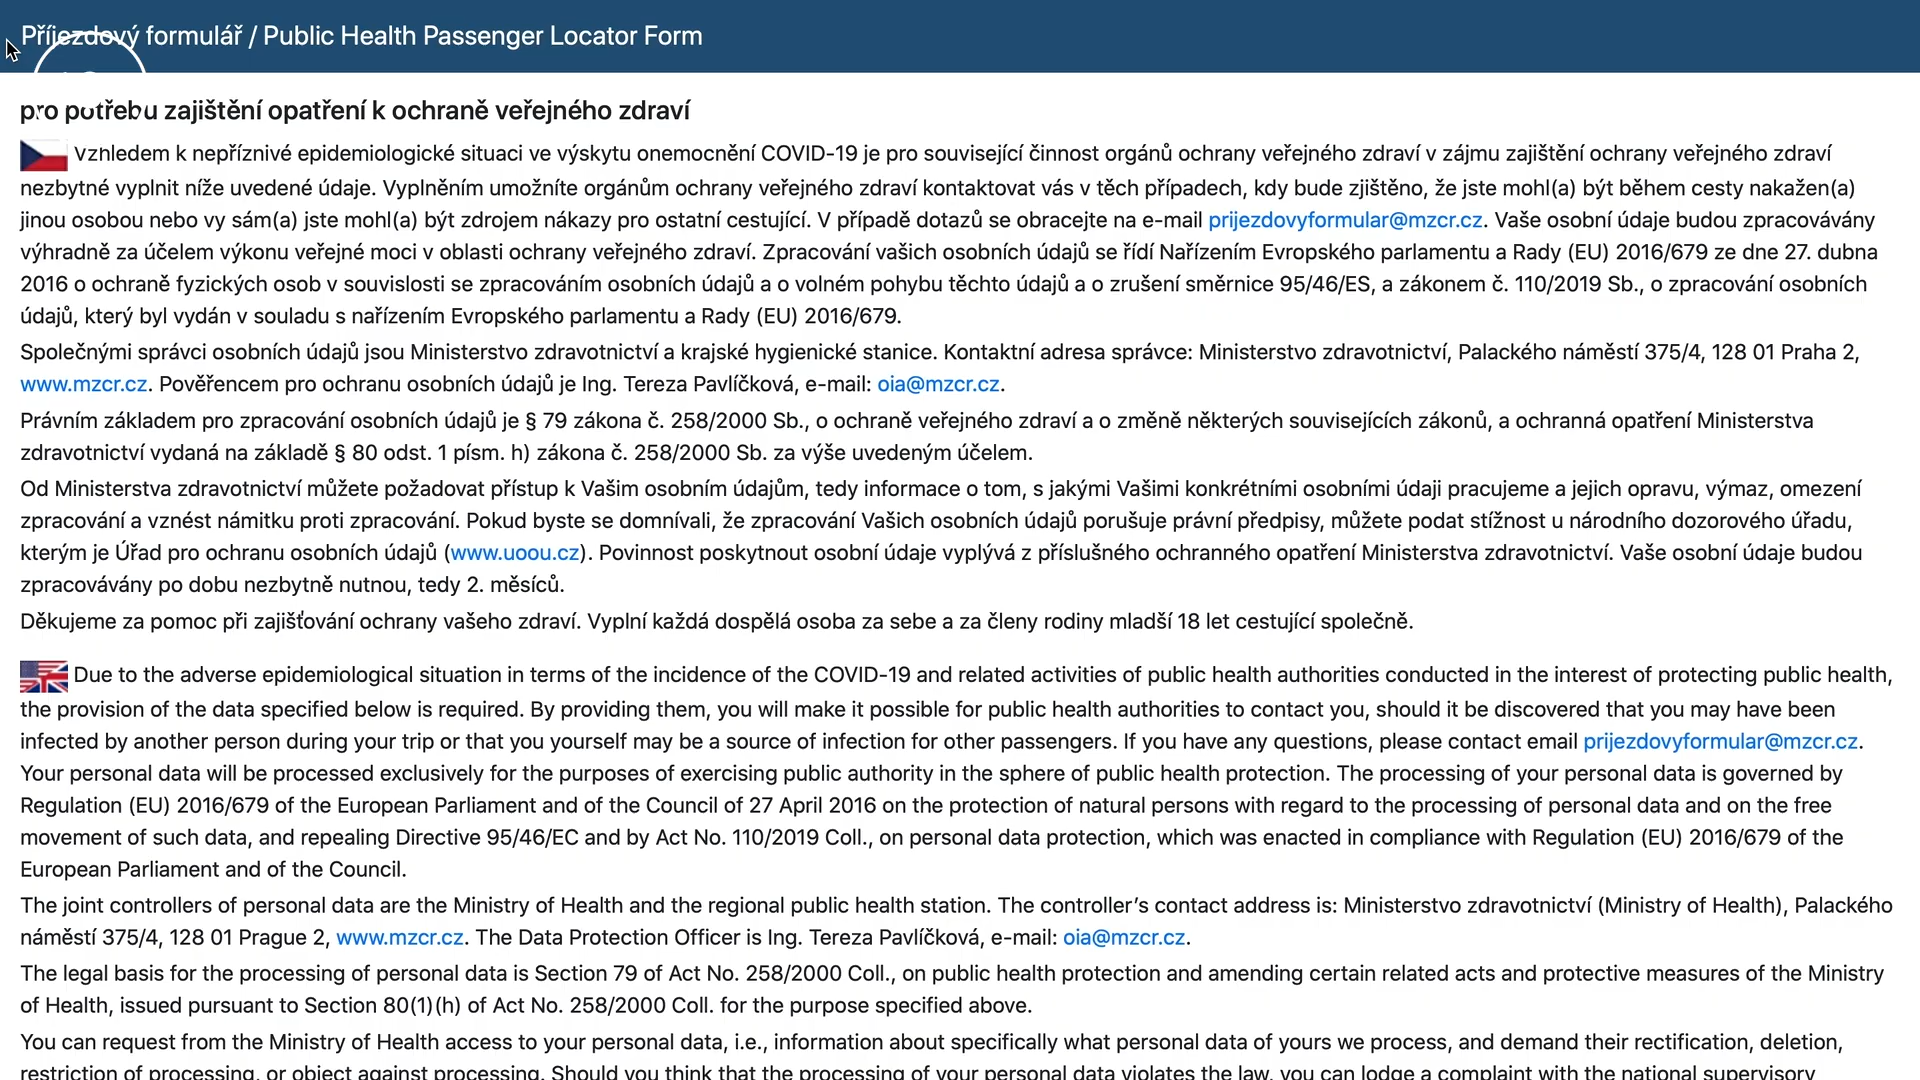 Příjezdový formulář / Public Health Passenger Locator Form
pro potřebu zajištění opatření k ochraně veřejného zdraví
Vzhledem k nepříznivé epidemiologické situaci ve výskytu onemocnění COVID-19 je pro související činnost orgánů ochrany veřejného zdraví v zájmu zajištění ochrany veřejného zdraví
nezbytné vyplnit níže uvedené údaje. Vyplněním umožníte orgánům ochrany veřejného zdraví kontaktovat vás v těch případech, kdy bude zjištěno, že jste mohl(a) být během cesty nakažen(a)
jinou osobou nebo vy sám(a) jste mohl(a) být zdrojem nákazy pro ostatní cestující. V případě dotazů se obracejte na e-mail prijezdovyformular@mzcr.cz. Vaše osobní údaje budou zpracovávány
výhradně za účelem výkonu veřejné moci v oblasti ochrany veřejného zdraví. Zpracování vašich osobních údajů se řídí Nařízením Evropského parlamentu a Rady (EU) 2016/679 ze dne 27. dubna
2016 o ochraně fyzických osob v souvislosti se zpracováním osobních údajů a o volném pohybu těchto údajů a o zrušení směrnice 95/46/ES, a zákonem č. 110/2019 Sb., o zpracování osobních
údajů, který byl vydán v souladu s nařízením Evropského parlamentu a Rady (EU) 2016/679.
Společnými správci osobních údajů jsou Ministerstvo zdravotnictví a krajské hygienické stanice. Kontaktní adresa správce: Ministerstvo zdravotnictví, Palackého náměstí 375/4, 128 01 Praha 2,
www.mzcr.cz. Pověřencem pro ochranu osobních údajů je Ing. Tereza Pavlíčková, e-mail: oia@mzcr.cz.
Právním základem pro zpracování osobních údajů je § 79 zákona č. 258/2000 Sb., o ochraně veřejného zdraví a o změně některých souvisejících zákonů, a ochranná opatření Ministerstva
zdravotnictví vydaná na základě § 80 odst. 1 písm. h) zákona č. 258/2000 Sb. za výše uvedeným účelem.
Od Ministerstva zdravotnictví můžete požadovat přístup k Vašim osobním údajům, tedy informace o tom, s jakými Vašimi konkrétními osobními údaji pracujeme a jejich opravu, výmaz, omezení
zpracování a vznést námitku proti zpracování. Pokud byste se domnívali, že zpracování Vašich osobních údajů porušuje právní předpisy, můžete podat stížnost u národního dozorového úřadu,
kterým je Úřad pro ochranu osobních údajů (www.uoou.cz). Povinnost poskytnout osobní údaje vyplývá z příslušného ochranného opatření Ministerstva zdravotnictví. Vaše osobní údaje budou
zpracovávány po dobu nezbytně nutnou, tedy 2. měsíců.
Děkujeme za pomoc při zajišťování ochrany vašeho zdraví. Vyplní každá dospělá osoba za sebe a za členy rodiny mladší 18 let cestující společně.
Due to the adverse epidemiological situation in terms of the incidence of the COVID-19 and related activities of public health authorities conducted in the interest of protecting public health,
the provision of the data specified below is required. By providing them, you will make it possible for public health authorities to contact you, should it be discovered that you may have been
infected by another person during your trip or that you yourself may be a source of infection for other passengers. If you have any questions, please contact email prijezdovyformular@mzcr.cz.
Your personal data will be processed exclusively for the purposes of exercising public authority in the sphere of public health protection. The processing of your personal data is governed by
Regulation (EU) 2016/679 of the European Parliament and of the Council of 27 April 2016 on the protection of natural persons with regard to the processing of personal data and on the free
movement of such data, and repealing Directive 95/46/EC and by Act No. 110/2019 Coll., on personal data protection, which was enacted in compliance with Regulation (EU) 2016/679 of the
European Parliament and of the Council.
The joint controllers of personal data are the Ministry of Health and the regional public health station. The controller’s contact address is: Ministerstvo zdravotnictví (Ministry of Health), Palackého
náměstí 375/4, 128 01 Prague 2, www.mzcr.cz. The Data Protection Officer is Ing. Tereza Pavlíčková, e-mail: oia@mzcr.cz.
The legal basis for the processing of personal data is Section 79 of Act No. 258/2000 Coll., on public health protection and amending certain related acts and protective measures of the Ministry
of Health, issued pursuant to Section 80(1)(h) of Act No. 258/2000 Coll. for the purpose specified above.
You can request from the Ministry of Health access to your personal data, i.e., information about specifically what personal data of yours we process, and demand their rectification, deletion,
restriction of processing, or object against processing. Should you think that the processing of your personal data violates the law, you can lodge a complaint with the national supervisory